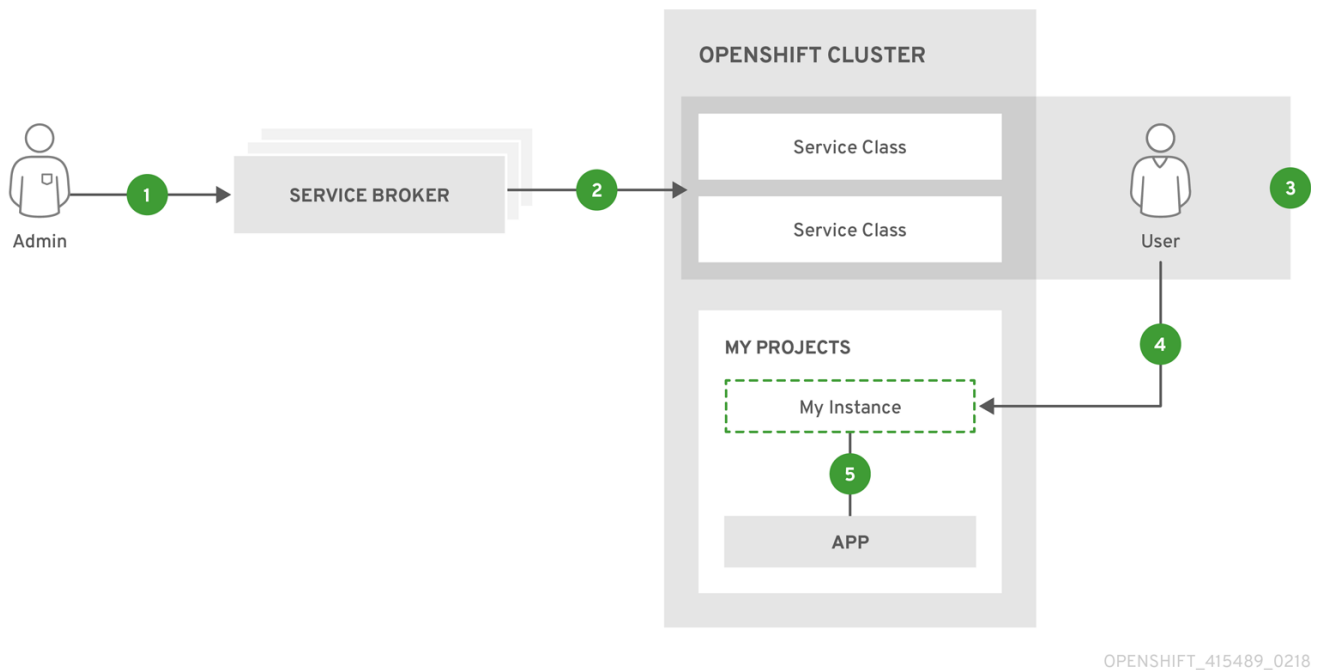 OPENSHIFT CLUSTER
Service Class
1
SERVICE BROKER
2
3
Service Class
Admin
User
MY PROJECTS
4
My Instance
5
APP
OPENSHIFT_415489_0218